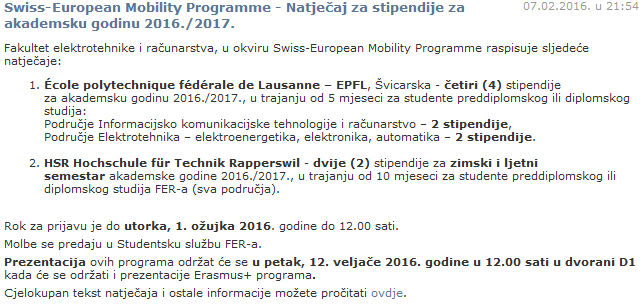 Swiss-European Mobility Programme - Natječaj za stipendije za
07.02.2016. u 21:54
akademsku godinu 2016./2017.
Fakultet elektrotehnike i računarstva, u okviru Swiss-European Mobility Programme raspisuje sljedeće
natječaje:
1. École polytechnique fédérale de Lausanne – EPFL, Švicarska - četiri (4) stipendije
za akademsku godinu 2016./2017., u trajanju od 5 mjeseci za studente preddiplomskog ili diplomskog
studija:
Područje Informacijsko komunikacijske tehnologije i računarstvo – 2 stipendije,
Područje Elektrotehnika – elektroenergetika, elektronika, automatika – 2 stipendije.
2. HSR Hochschule für Technik Rapperswil - dvije (2) stipendije za zimski i ljetni
semestar akademske godine 2016./2017., u trajanju od 10 mjeseci za studente preddiplomskog ili
diplomskog studija FER-a (sva područja).
Rok za prijavu je do utorka, 1. ožujka 2016. godine do 12.00 sati.
Molbe se predaju u Studentsku službu FER-a.
Prezentacija ovih programa održat će se u petak, 12. veljače 2016. godine u 12.00 sati u dvorani D1
kada će se održati i prezentacije Erasmus+ programa.
Cjelokupan tekst natječaja i ostale informacije možete pročitati ovdje.